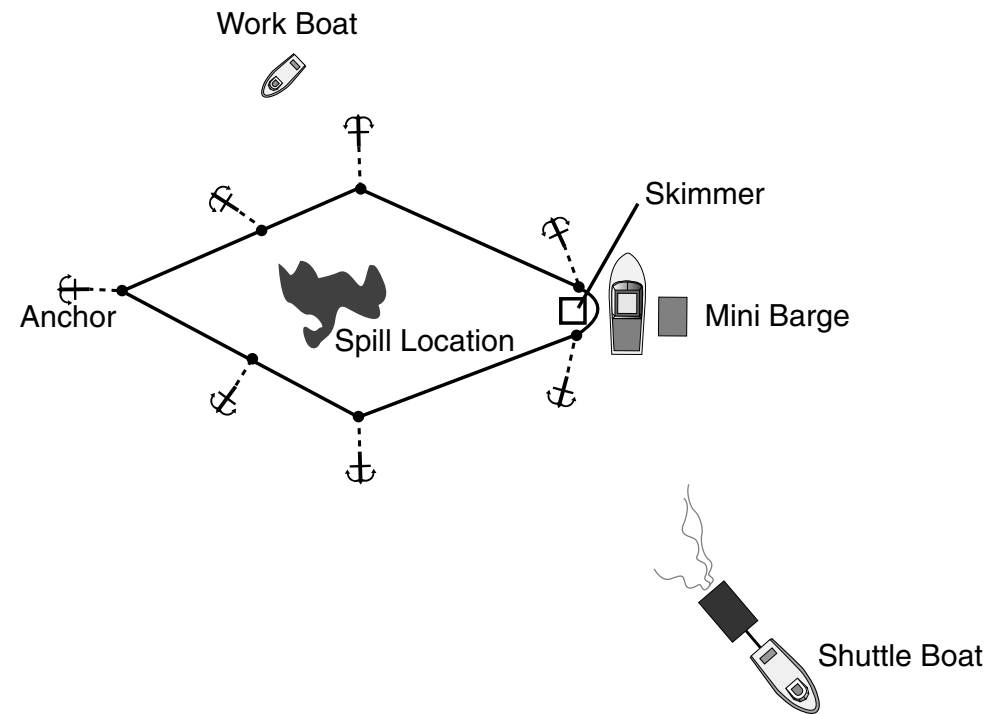 Work Boat
Skimmer
Anchor
Mini Barge
Spill Location
Shuttle Boat